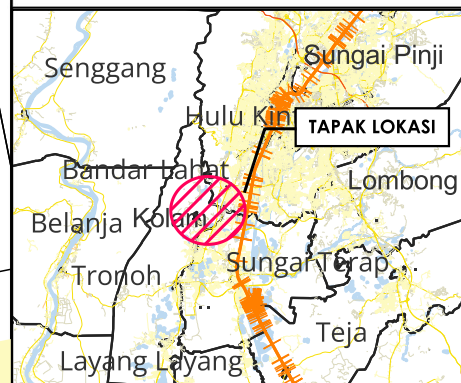 Sungai Pinji
Senggang
Hulu Kin
TAPAK LOKASI
Bandar Lahat
Lombong
Belanja
Kolam
Sungai Terap
Tronoh
Teja
Layang Layang